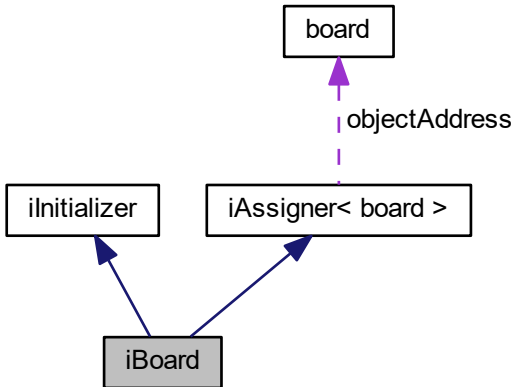 board
objectAddress
iInitializer
iAssigner< board >
iBoard